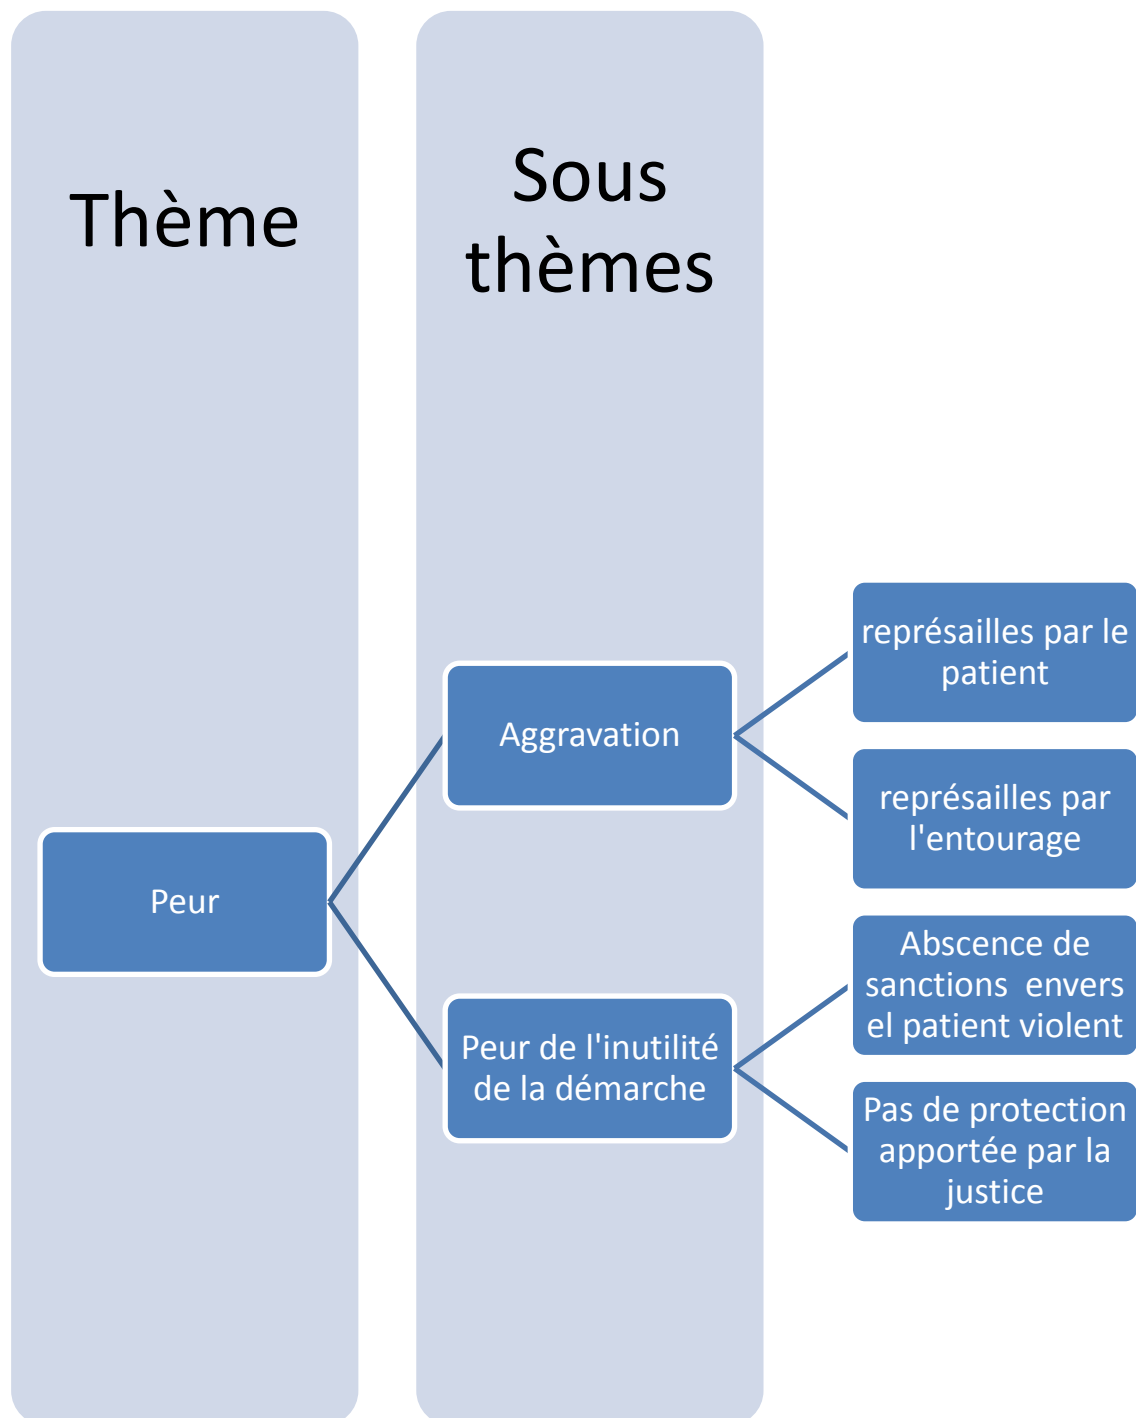 Thème
Sous
thèmes
Peur
Aggravation
représailles par le
patient
représailles par
l'entourage
Peur de l'inutilité
de la démarche
Abscence de
sanctions  envers
el patient violent
Pas de protection
apportée par la
justice